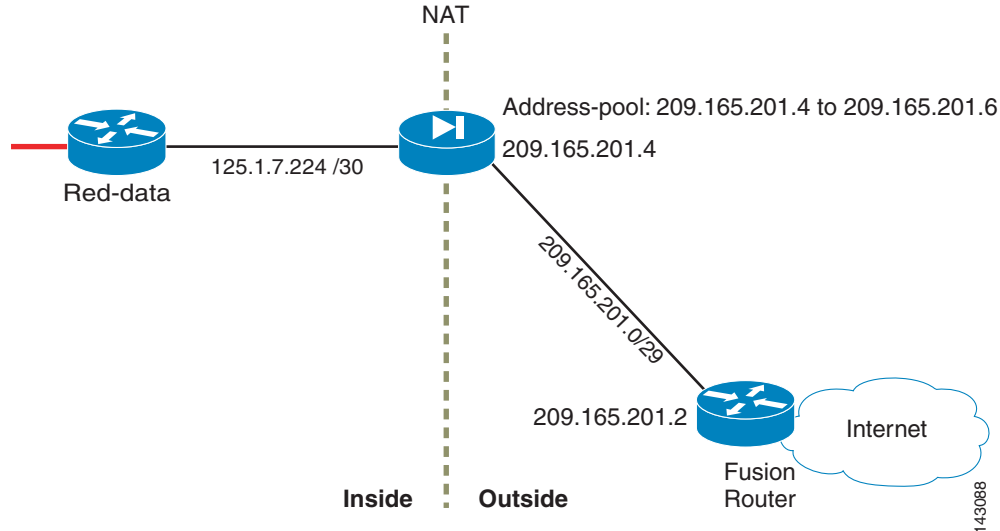 NAT
Address-pool: 209.165.201.4 to 209.165.201.6
209.165.201.4
125.1.7.224 /30
Red-data
209.165.201.0/29
209.165.201.2
Internet
Fusion
Router
Inside
Outside
143088